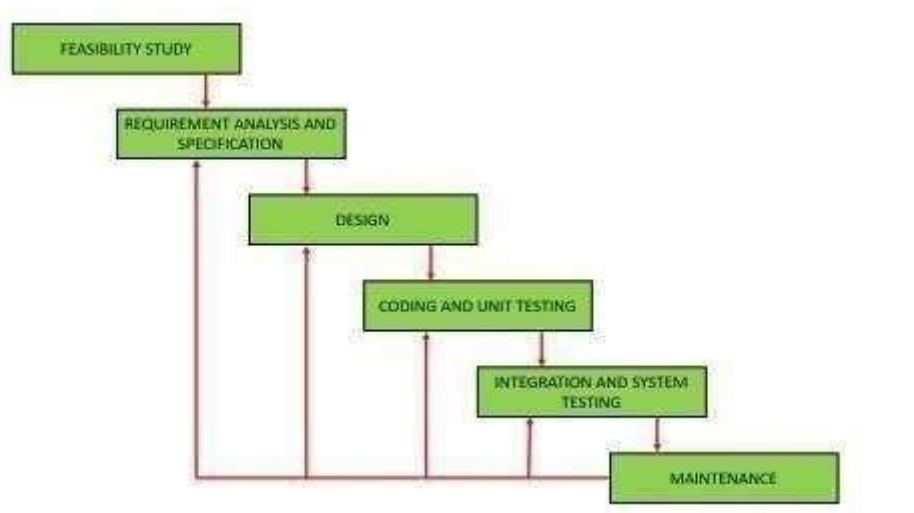 FEASIBILITY STUDY
REQUIREMENT ANALYSIS AND
SPECIFICATION
DESIGN
CODING AND UNIT TESTING
INTEGRATION AND SYSTEM
TESTING
MAINTENANCE